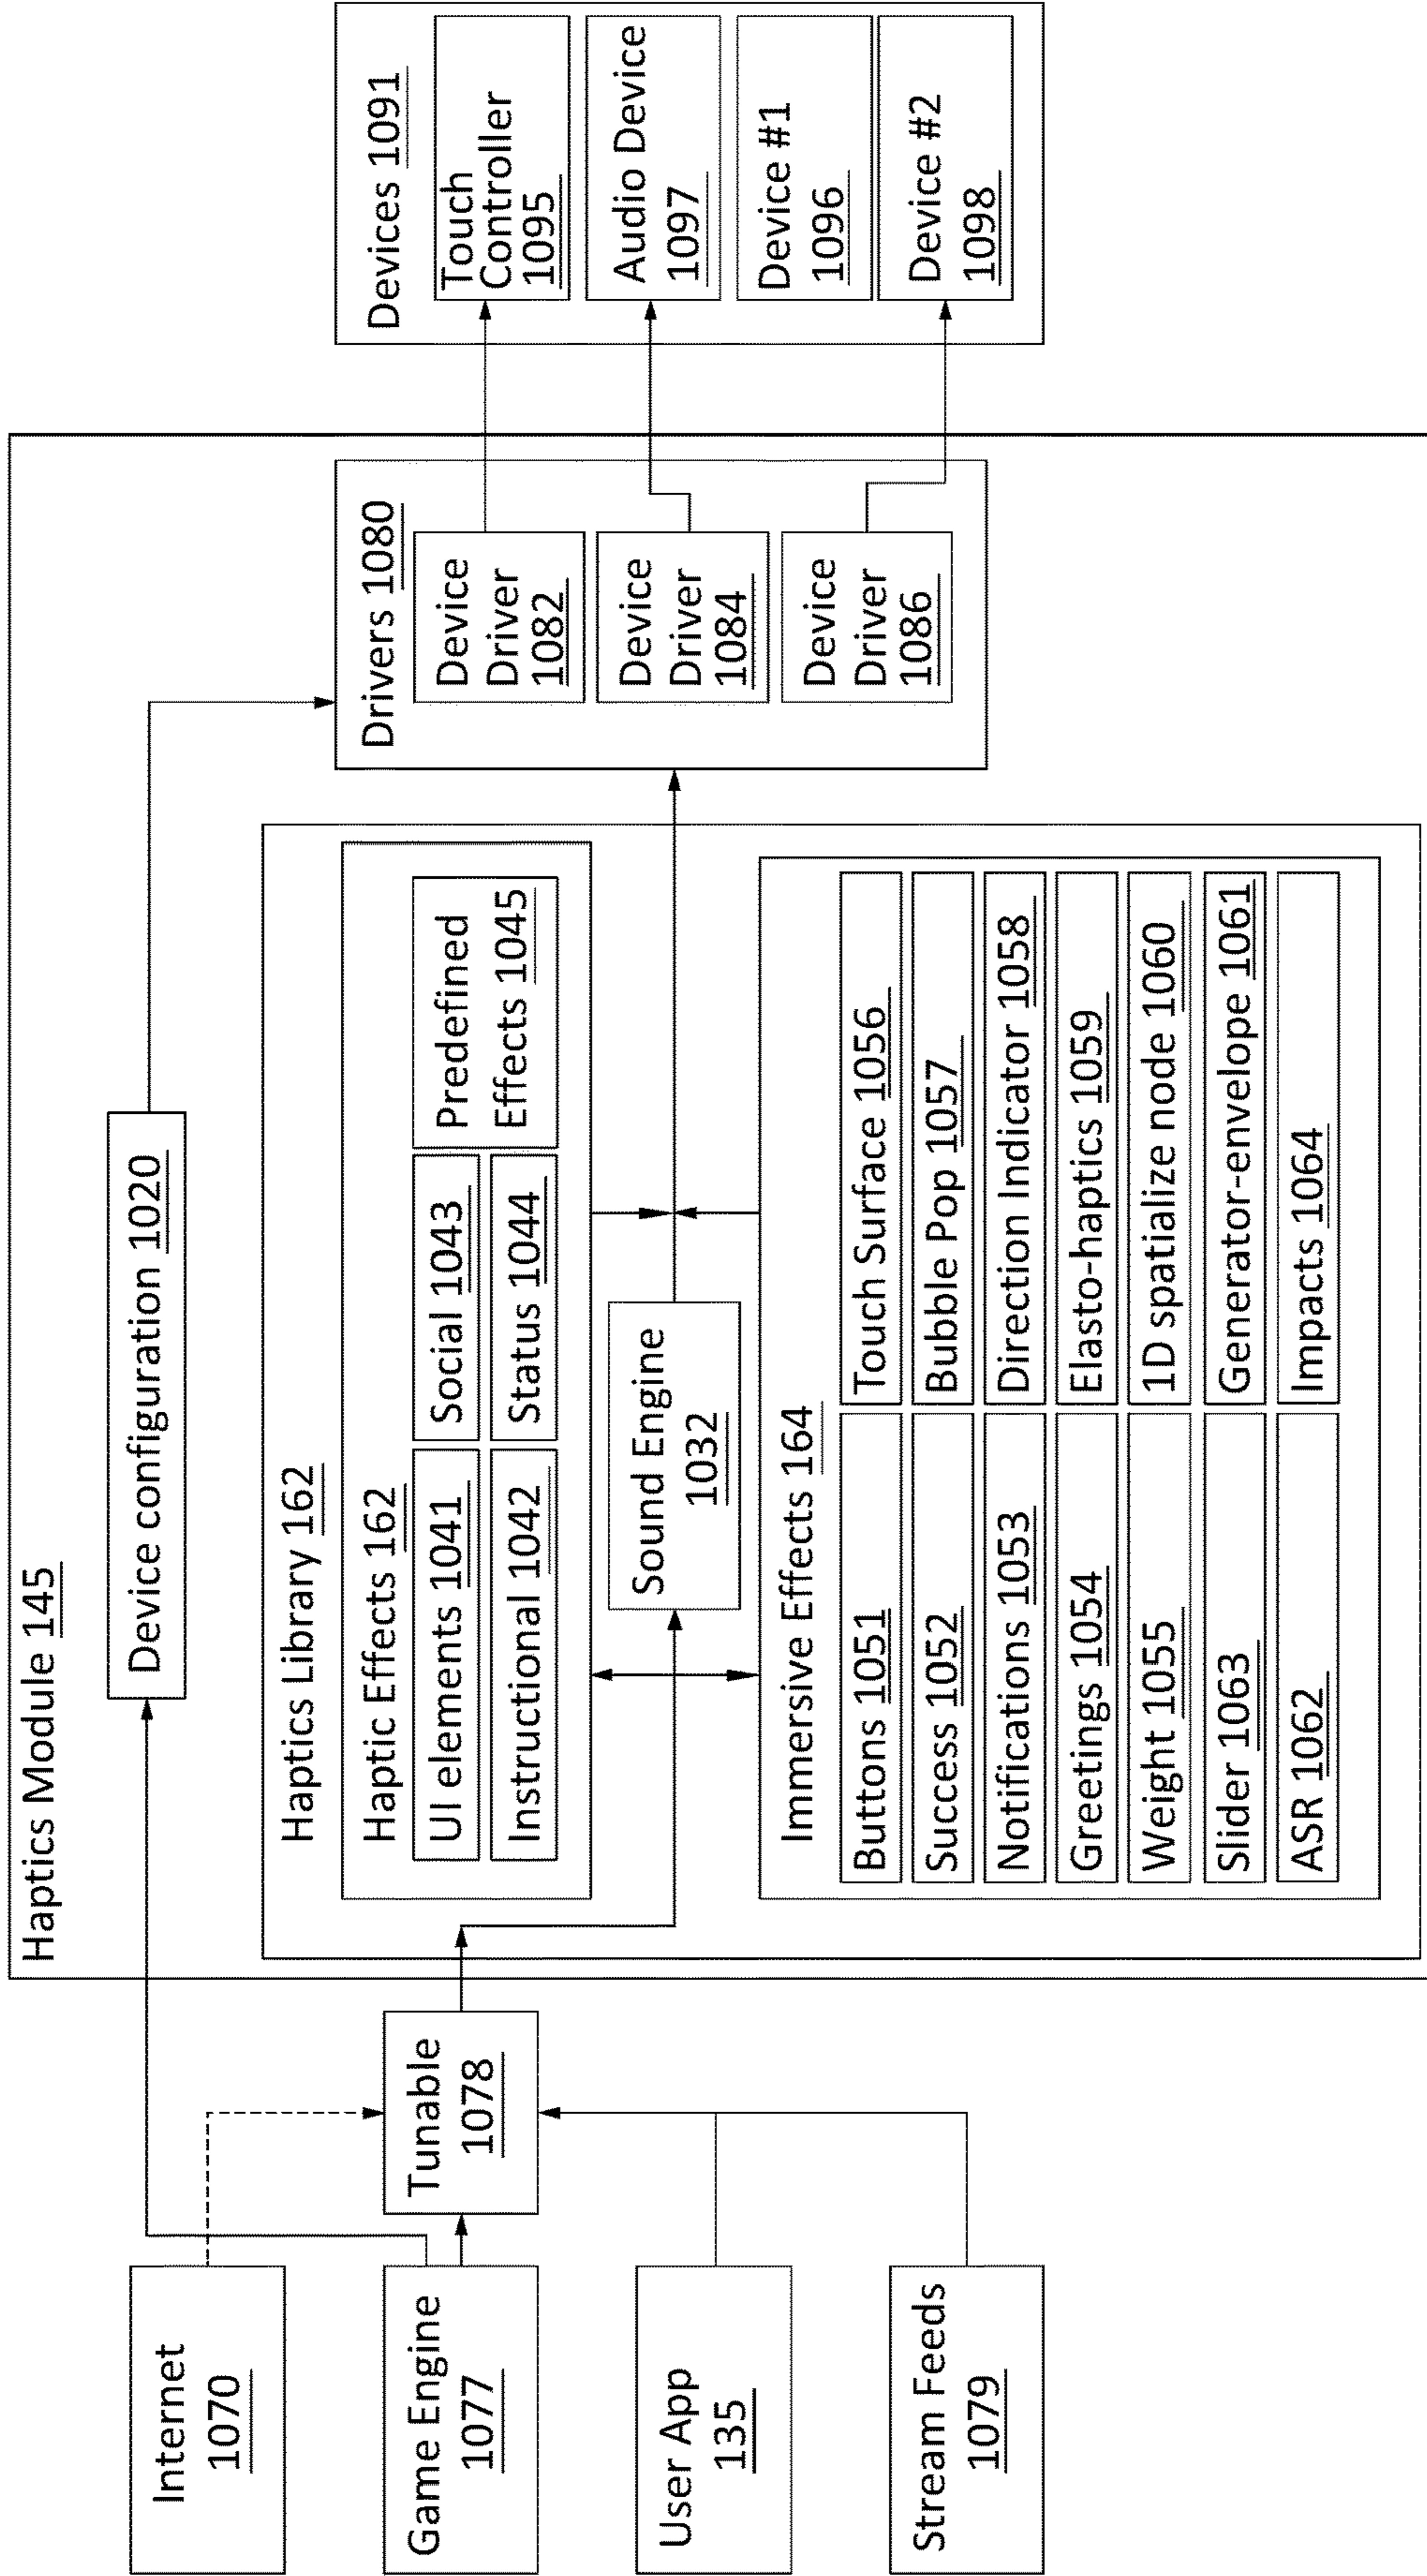 Haptics Module 145
Internet
1070
Game Engine
1077
User App
135
Stream Feeds
1079
Tunable
1078
Device configuration 1020
Haptics Library 162
Haptic Effects 162
UI elements 1041
Instructional 1042
Social 1043
Status 1044
Predefined
Effects 1045
Sound Engine
1032
Immersive Effects 164
Buttons 1051
Success 1052
Notifications 1053
Greetings 1054
Weight 1055
Slider 1063
ASR 1062
Touch Surface 1056
Bubble Pop 1057
Direction Indicator 1058
Elasto-haptics 1059
1D spatialize node 1060
Generator-envelope 1061
Impacts 1064
Drivers 1080
Device
Driver
1082
Device
Driver
1084
Device
Driver
1086
Devices 1091
Touch
Controller
1095
Audio Device
1097
Device #1
1096
Device #2
1098